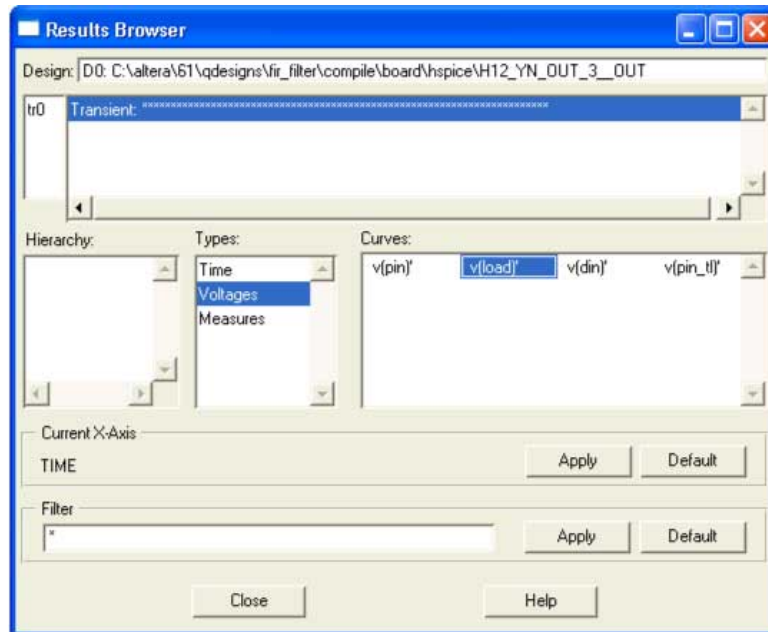 Results Browser
Design: D0: C:\altera\61\qdesigns\fir_filter\compile\board\hspice\H12_YN_OUT_3__OUT
tr0 Transient: ****************************************************************************
Hierarchy: Types: Curves:
Time v(pin)' v(load)' v(din)' v(pin_tl)'
Voltages
Measures
Current X-Axis
TIME Apply Default
Filter
* Apply Default
Close Help